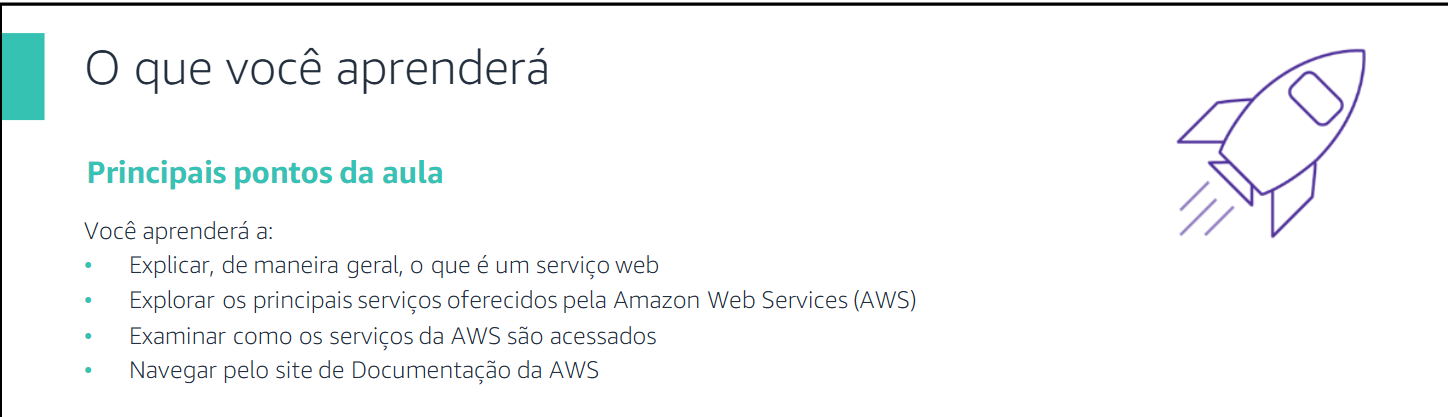 O que você aprenderá
Principais pontos da aula
Você aprenderá a:
• Explicar, de maneira geral, o que é um serviço web
• Explorar os principais serviços oferecidos pela Amazon Web Services (AWS)
• Examinar como os serviços da AWS são acessados
• Navegar pelo site de Documentação da AWS